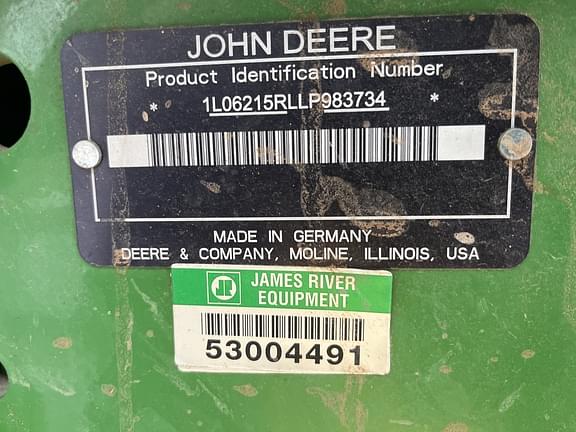 JOHN DEERE
Product Identification Number
* 1L06215RLLP983734 *
MADE IN GERMANY
DEERE & COMPANY, MOLINE, ILLINOIS, USA
JAMES RIVER
EQUIPMENT
53004491